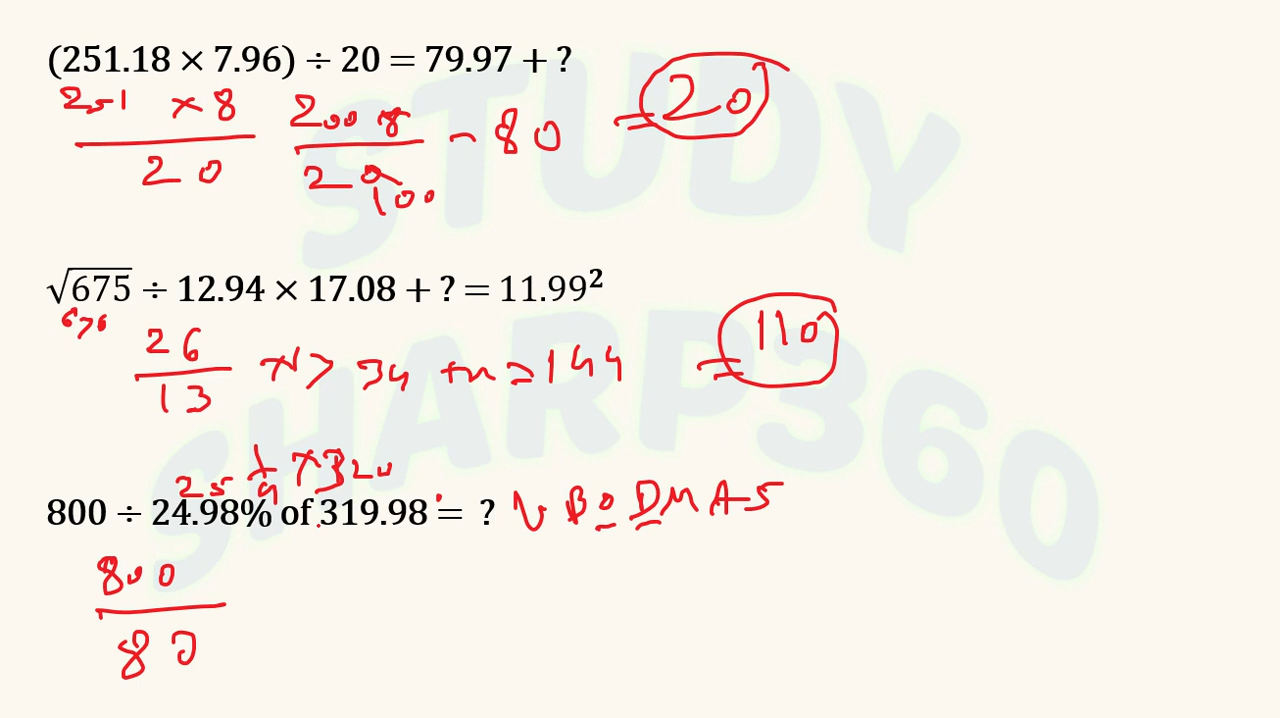 (251.18 × 7.96) ÷ 20 = 79.97 + ?
251 × 8
20
2008
20
100
- 80
= 20
√675 ÷ 12.94 × 17.08 + ? = 11.99²
676
26
13
34
= 144
= 110
25
× 320
800 ÷ 24.98% of 319.98 = ?
VBODMAS
800
80
STUDY
SHARP360